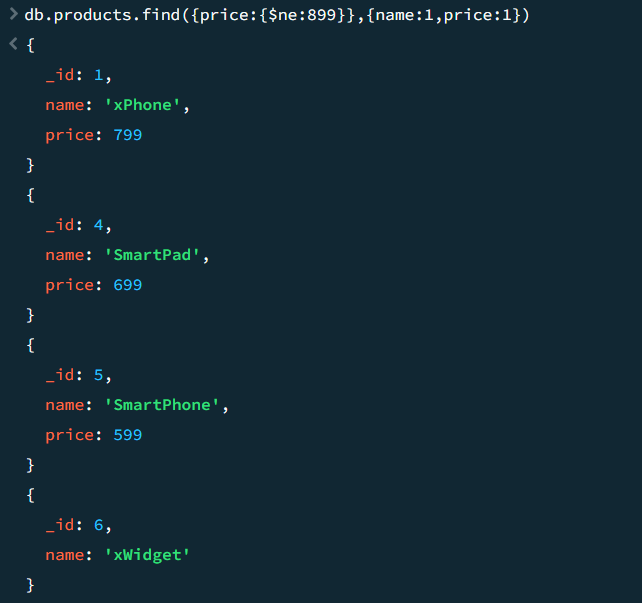 > db.products.find({price:{$ne:899}},{name:1,price:1})
< {
_id: 1,
name: 'xPhone',
price: 799
}
{
_id: 4,
name: 'SmartPad',
price: 699
}
{
_id: 5,
name: 'SmartPhone',
price: 599
}
{
_id: 6,
name: 'xWidget'
}